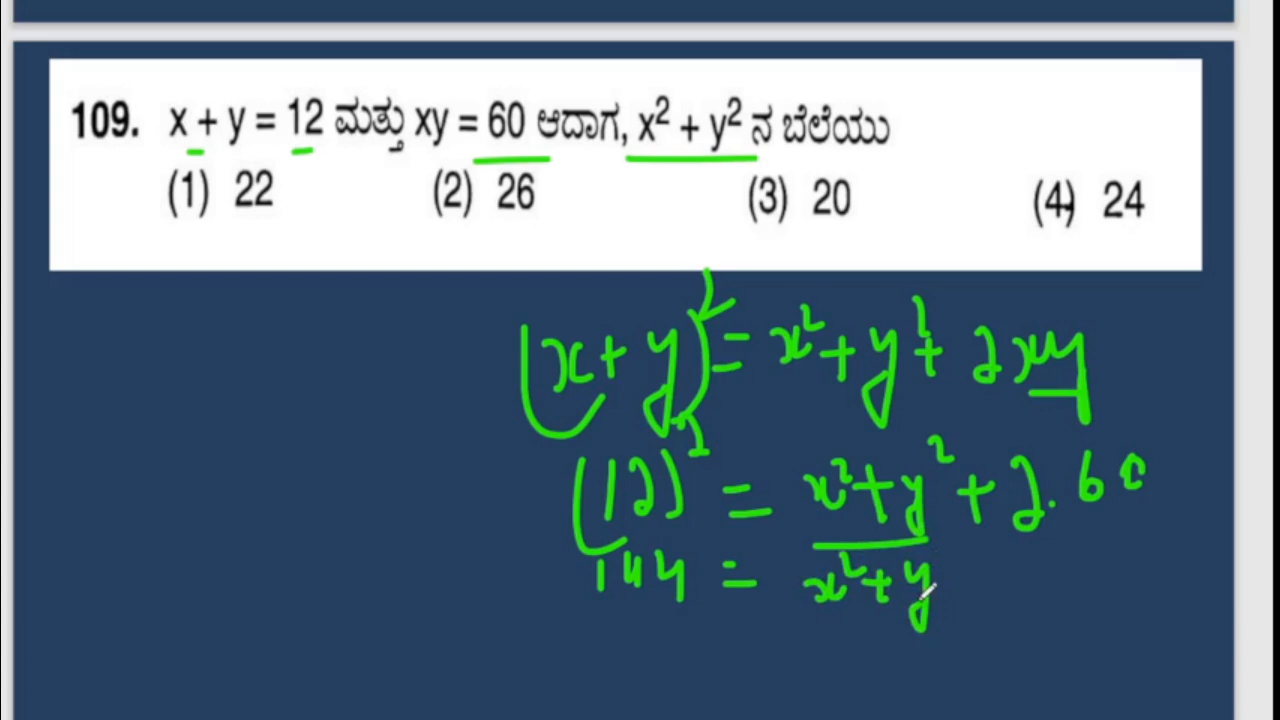 109. x + y = 12 ಮತ್ತು xy = 60 ಆದಾಗ, x² + y² ನ ಬೆಲೆಯು
(1) 22 (2) 26 (3) 20 (4) 24
(x+y)² = x²+y²+ 2xy
(12)² = x²+y²+2.60
144 = x²+y